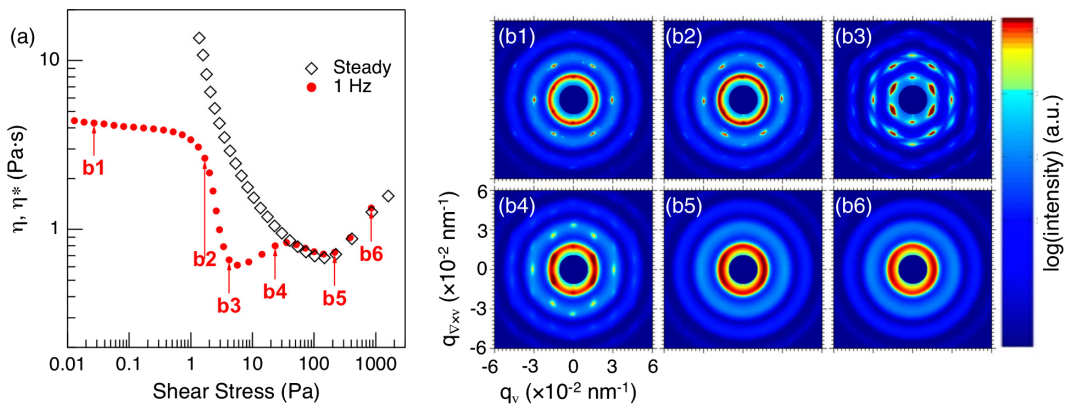 (a)
10
1
η, η* (Pa·s)
Steady
1 Hz
b1
b2
b3
b4
b5
b6
0.01 0.1 1 10 100 1000
Shear Stress (Pa)
(b1) (b2) (b3)
(b4) (b5) (b6)
6
3
0
-3
-6
q∇×v (×10-2 nm-1)
-6 -3 0 3 6
qv (×10-2 nm-1)
log(intensity) (a.u.)